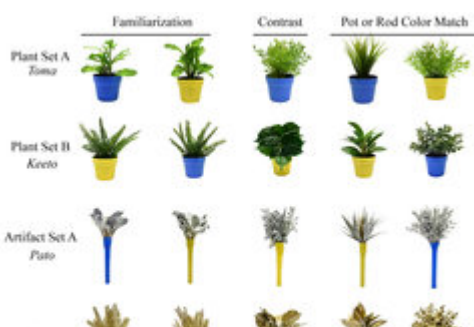 Familiarization
Contrast
Pot or Rod Color Match
Plant Set A
Toma
Plant Set B
Keeto
Artifact Set A
Pato